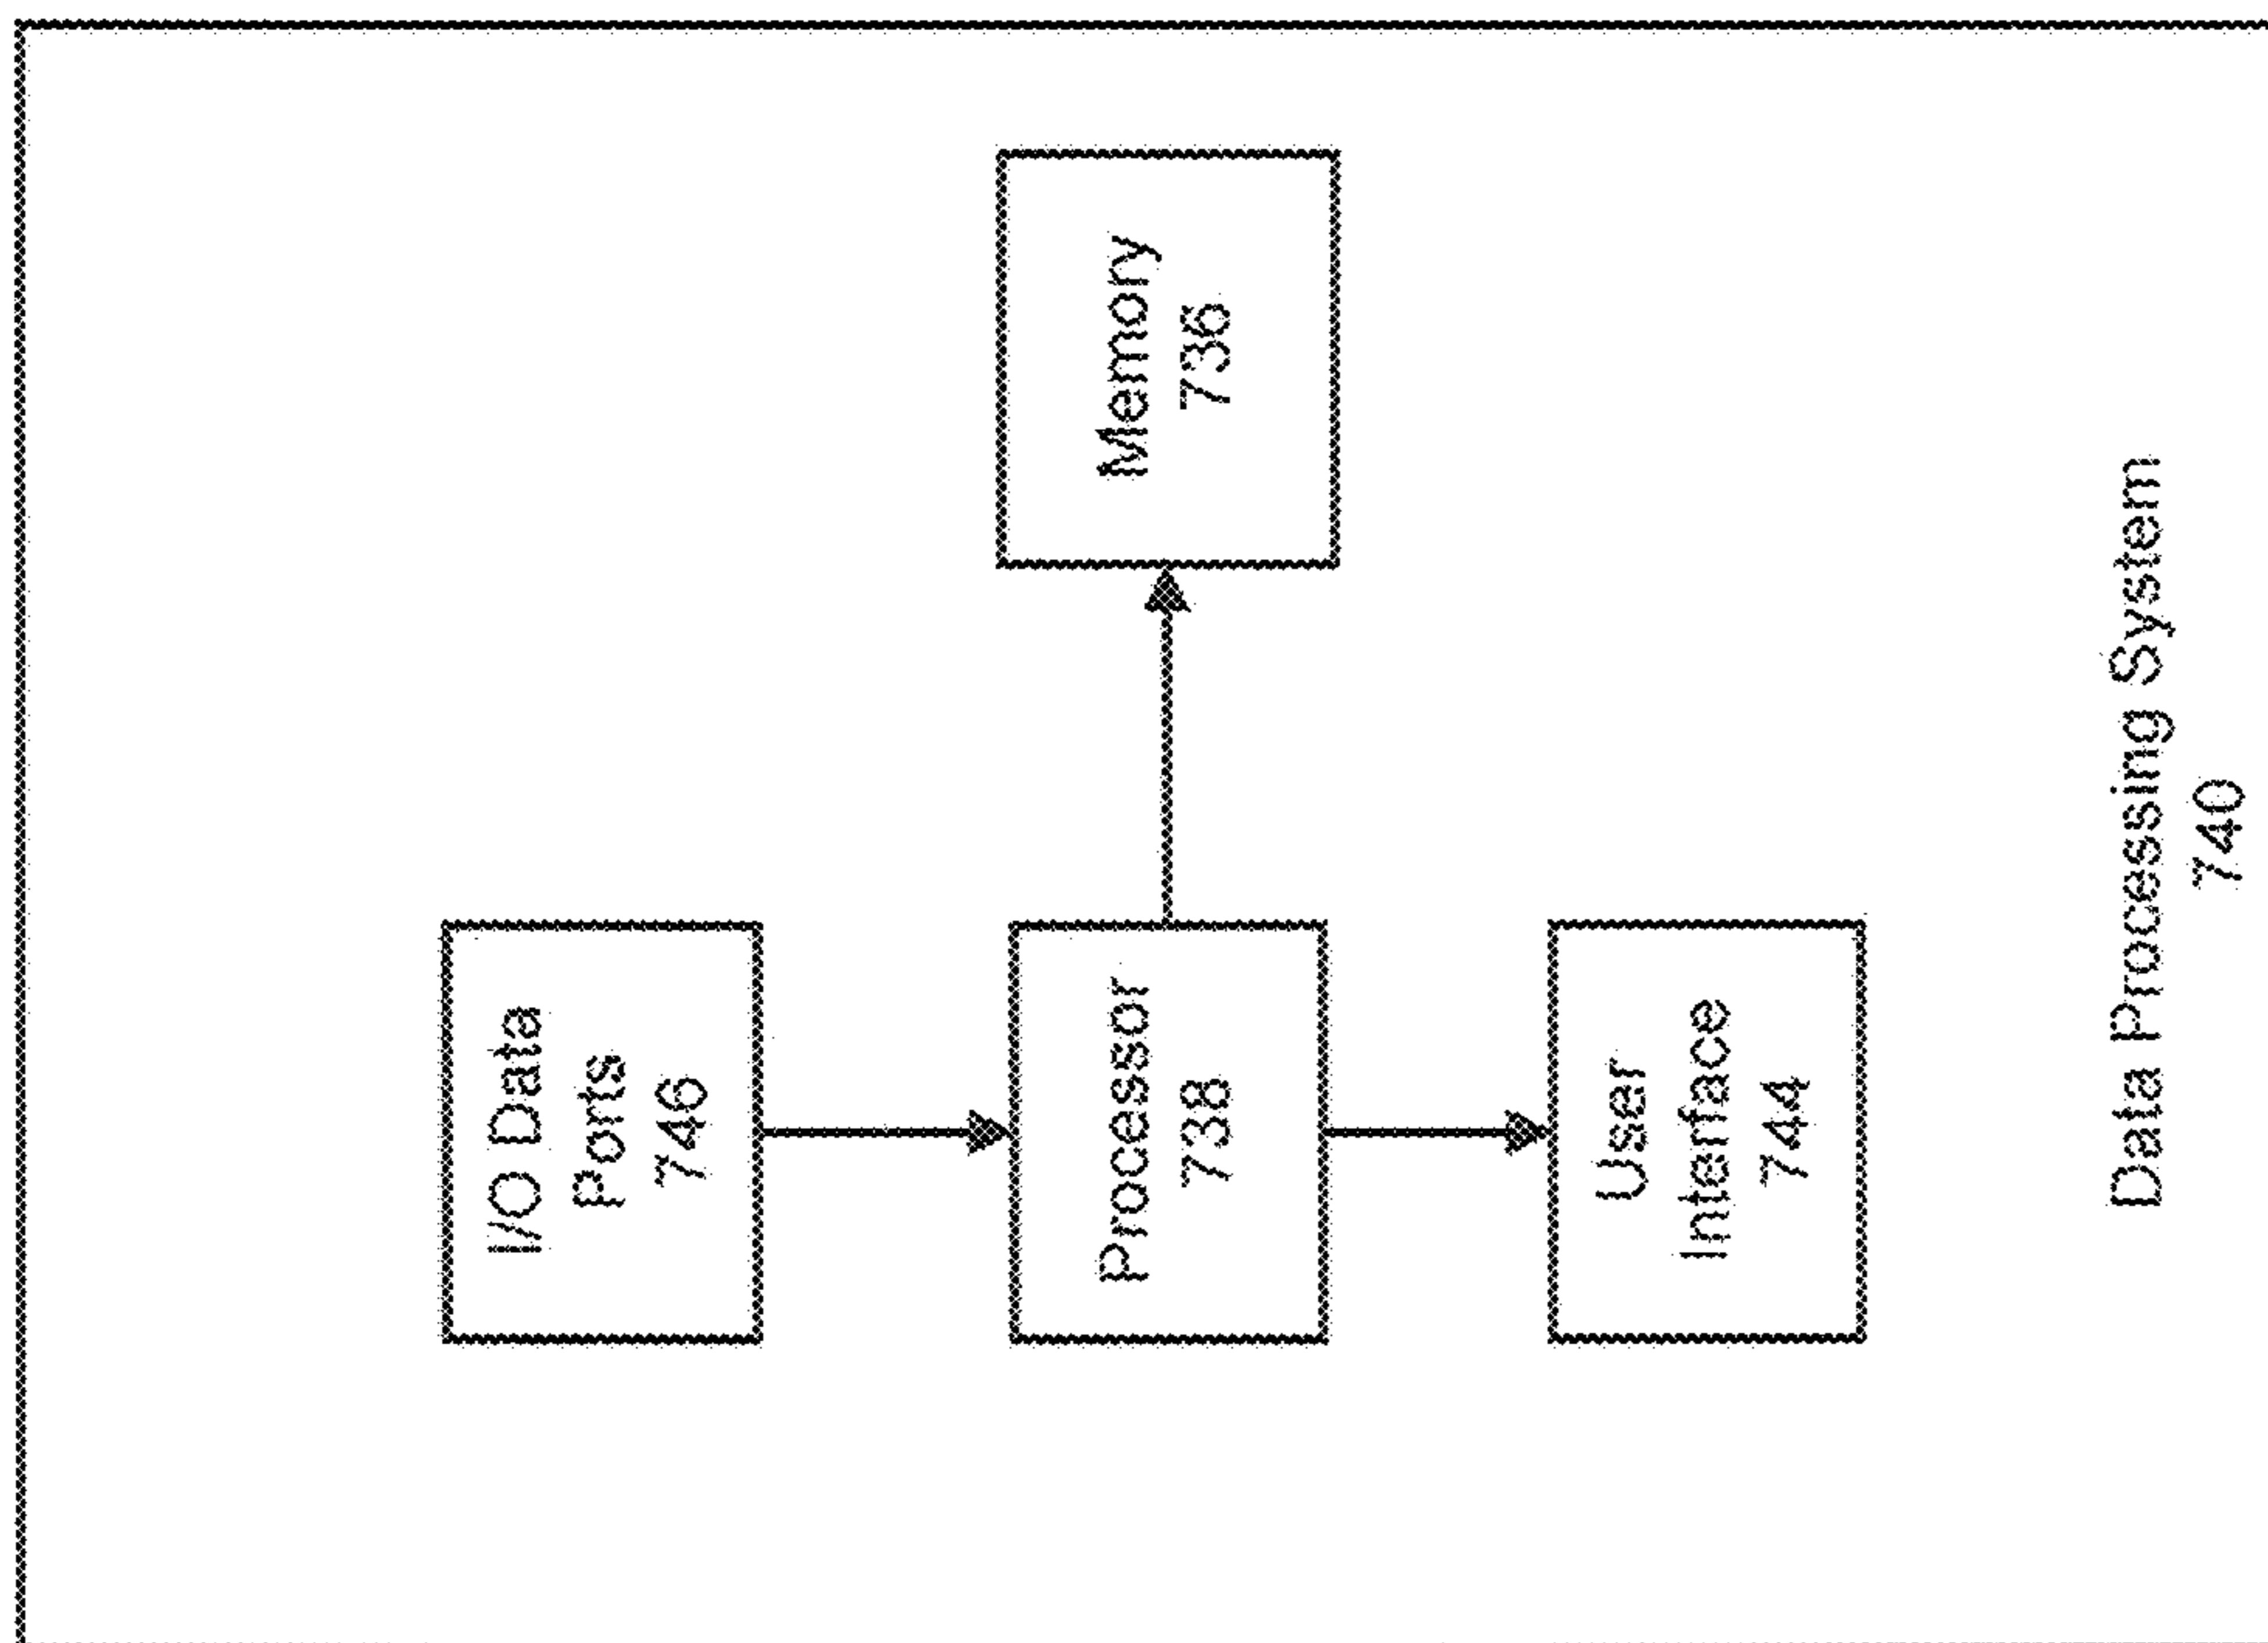 I/O Data
Ports
746
Processor
738
Memory
736
User
Interface
744
Data Processing System
740